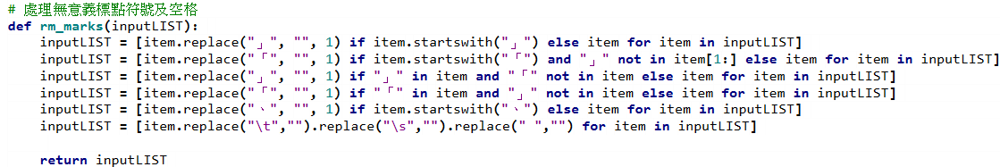 # 處理無意義標點符號及空格
def rm_marks(inputLIST):
    inputLIST = [item.replace("」", "", 1) if item.startswith("」") else item for item in inputLIST]
    inputLIST = [item.replace("「", "", 1) if item.startswith("「") and "」" not in item[1:] else item for item in inputLIST]
    inputLIST = [item.replace("」", "", 1) if "」" in item and "「" not in item else item for item in inputLIST]
    inputLIST = [item.replace("「", "", 1) if "「" in item and "」" not in item else item for item in inputLIST]
    inputLIST = [item.replace("、", "", 1) if item.startswith("、") else item for item in inputLIST]
    inputLIST = [item.replace("\t","").replace("\s","").replace(" ","") for item in inputLIST]
    return inputLIST